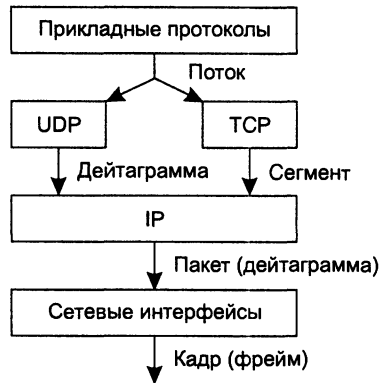 Прикладные протоколы
Поток
UDP
TCP
Дейтаграмма
Сегмент
IP
Пакет (дейтаграмма)
Сетевые интерфейсы
Кадр (фрейм)